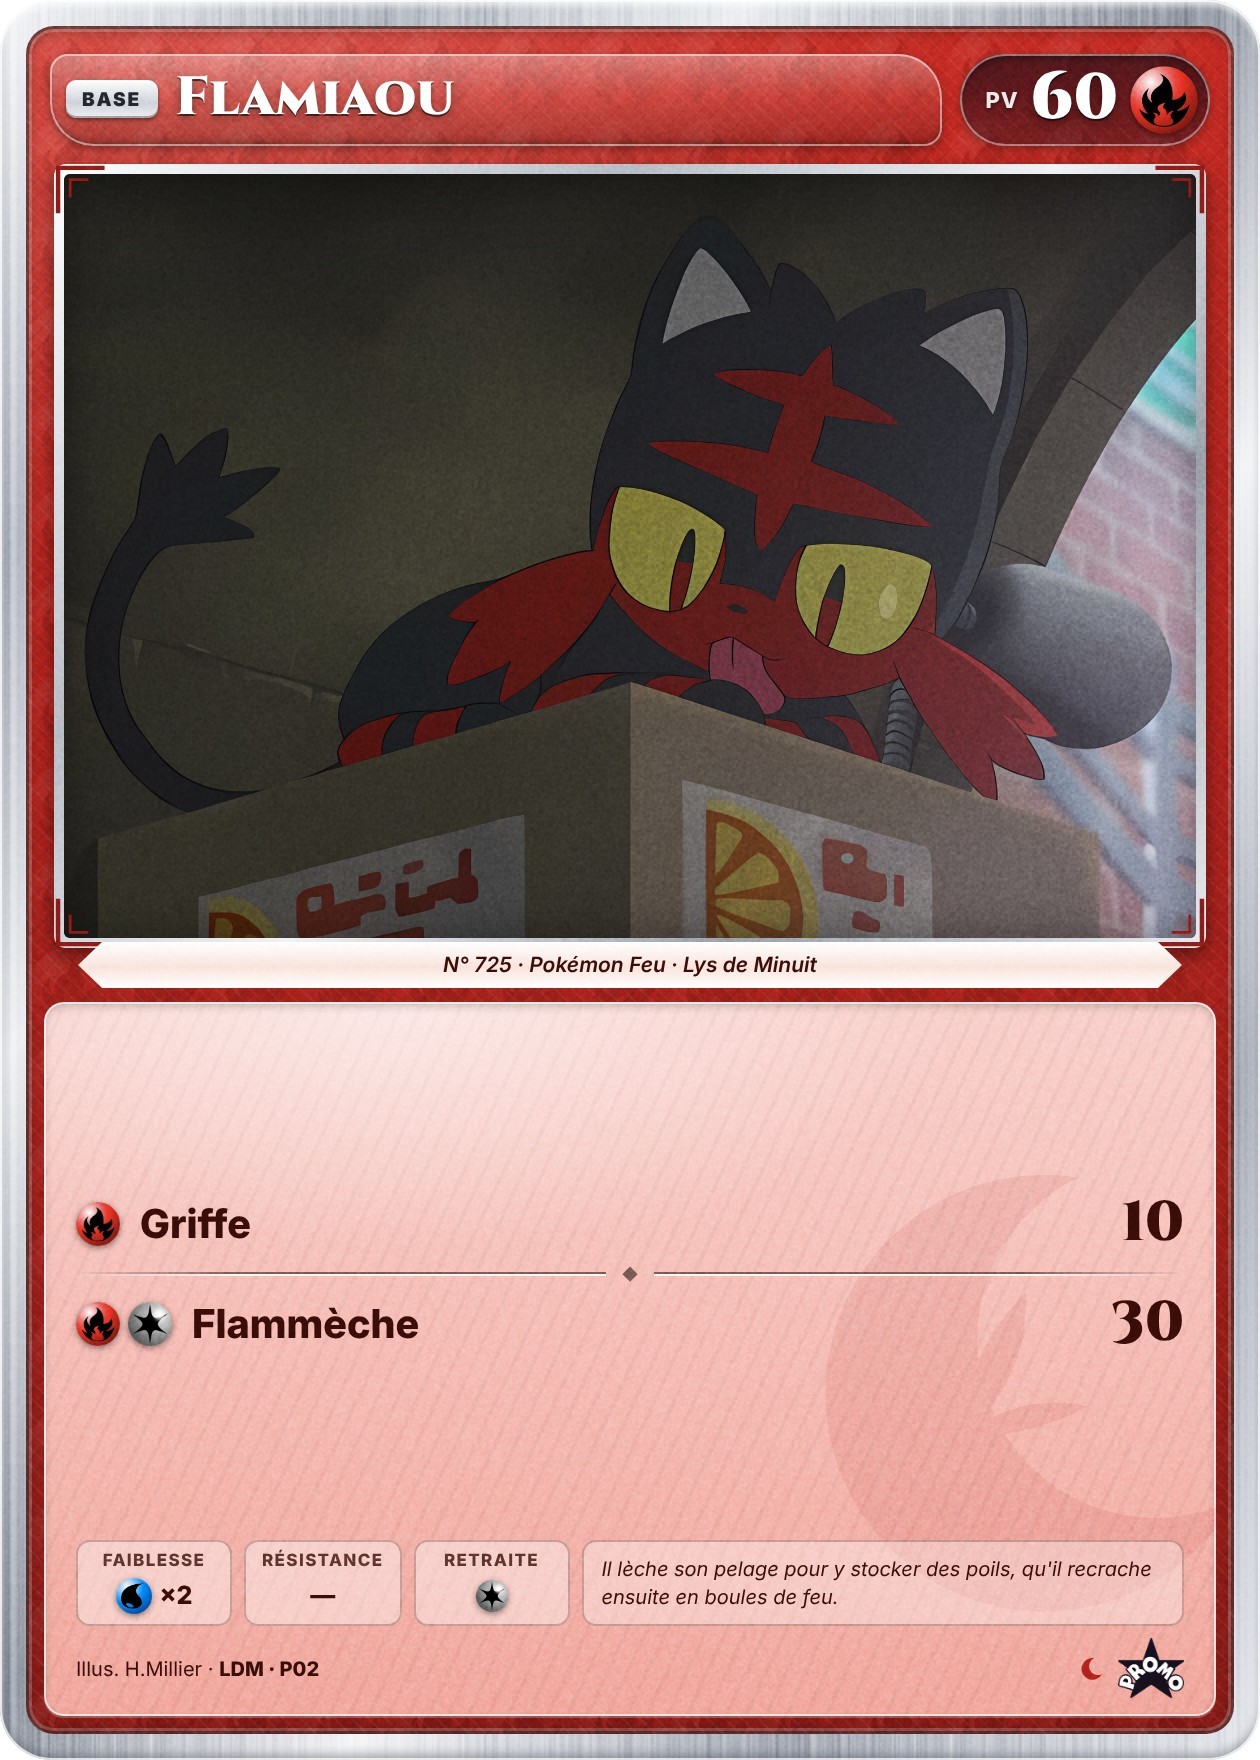 BASE Flamiaou PV 60
N° 725 · Pokémon Feu · Lys de Minuit
Griffe 10
Flammèche 30
FAIBLESSE RÉSISTANCE RETRAITE
×2 —
Il lèche son pelage pour y stocker des poils, qu'il recrache
ensuite en boules de feu.
Illus. H.Millier · LDM · P02
PROMO